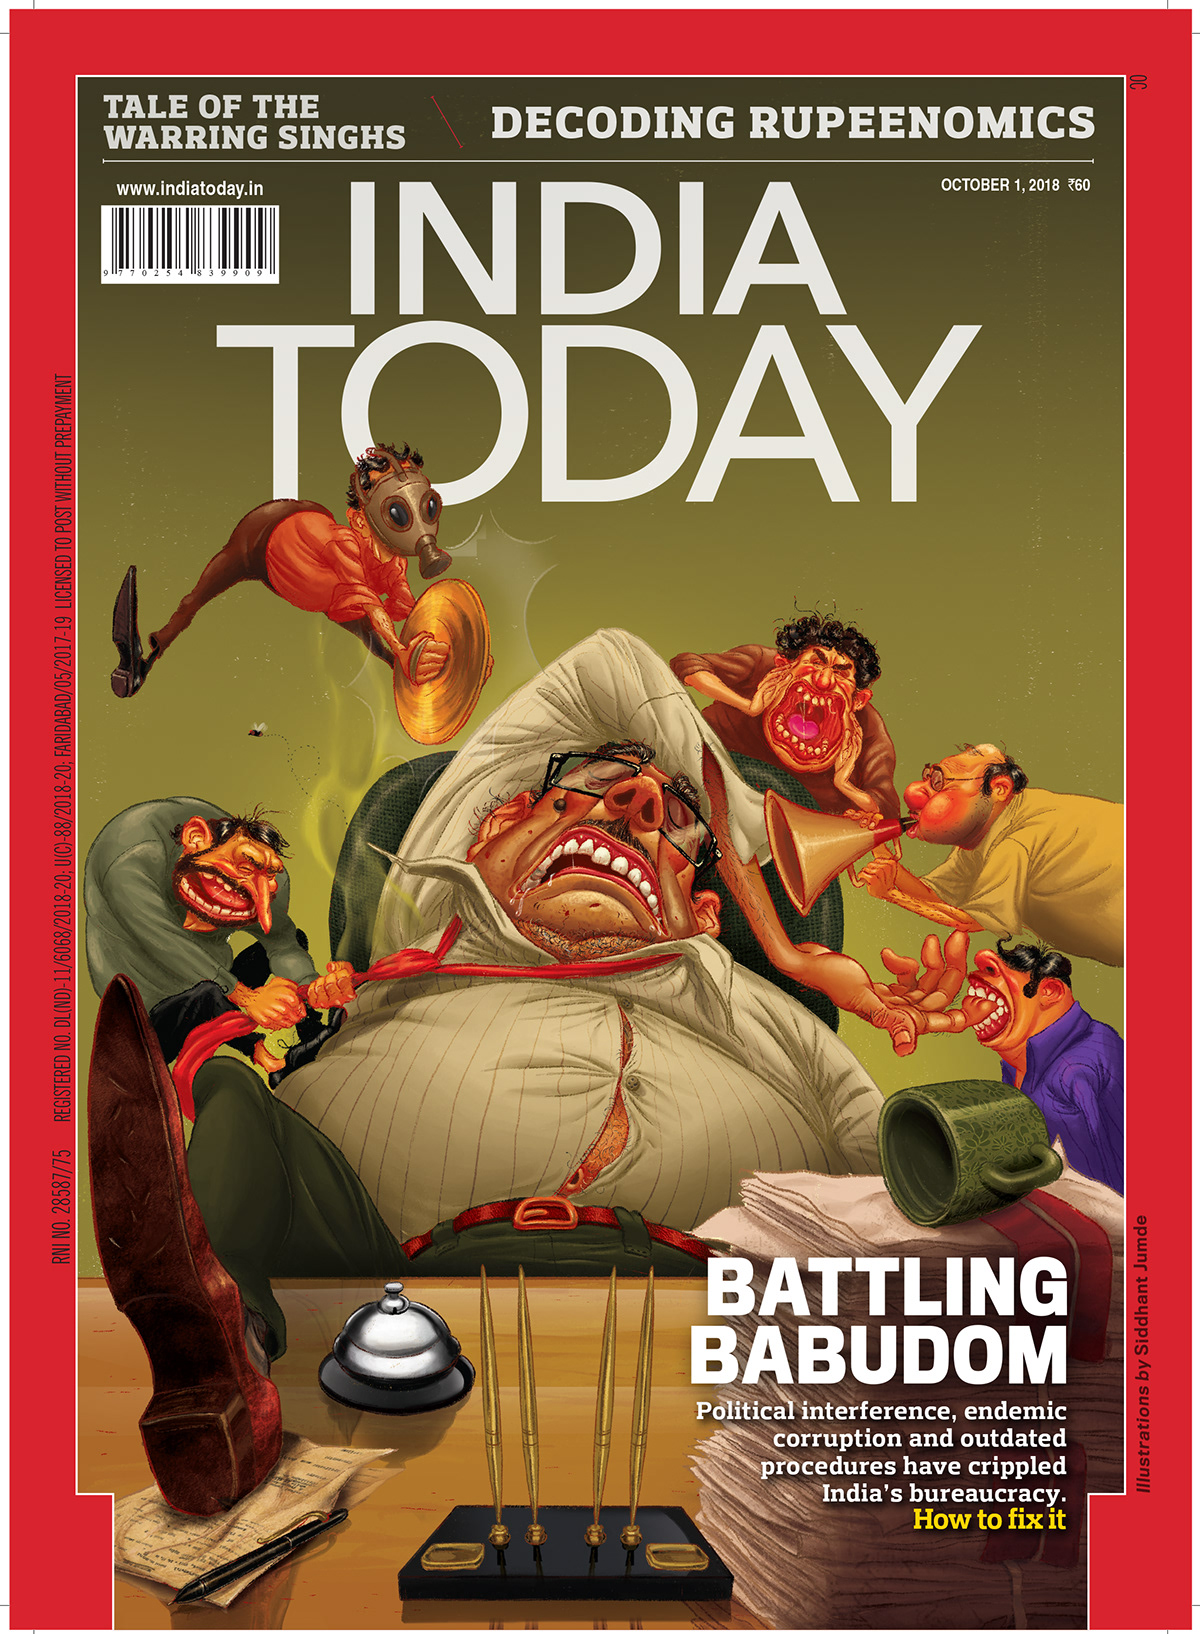 TALE OF THE
WARRING SINGHS
DECODING RUPEENOMICS
www.indiatoday.in
OCTOBER 1, 2018 ₹60
9 770254 839909
INDIA
TODAY
RNI NO. 28587/75 REGISTERED NO. DL(ND)-11/6068/2018-20; U(C)-88/2018-20; FARIDABAD/05/2017-19 LICENSED TO POST WITHOUT PREPAYMENT
BATTLING
BABUDOM
Political interference, endemic
corruption and outdated
procedures have crippled
India's bureaucracy.
How to fix it
Illustrations by Siddhant Jumde